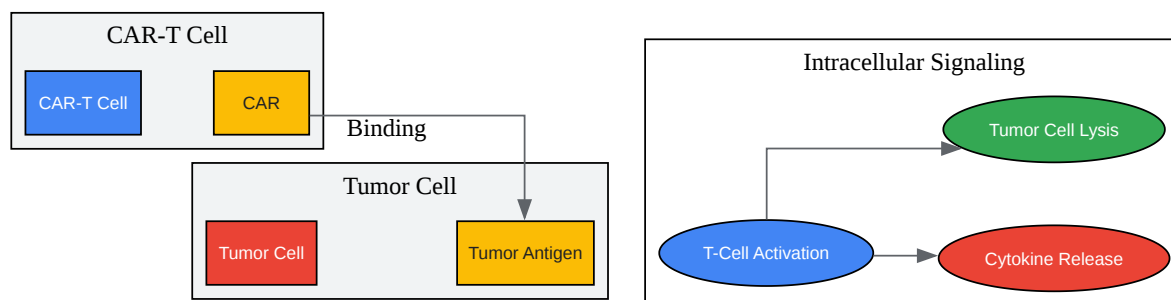 CAR-T Cell
CAR-T Cell
CAR
Binding
Tumor Cell
Tumor Cell
Tumor Antigen
Intracellular Signaling
Tumor Cell Lysis
T-Cell Activation
Cytokine Release